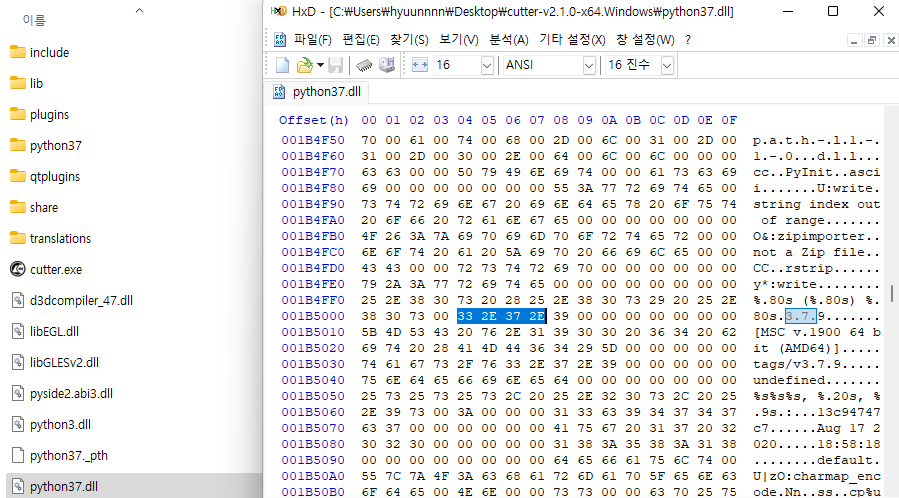 이름
include
lib
plugins
python37
qtplugins
share
translations
cutter.exe
d3dcompiler_47.dll
libEGL.dll
libGLESv2.dll
pyside2.abi3.dll
python3.dll
python37._pth
python37.dll
HxD - [C:₩Users₩hyuunnnn₩Desktop₩cutter-v2.1.0-x64.Windows₩python37.dll]
파일(F) 편집(E) 찾기(S) 보기(V) 분석(A) 기타 설정(X) 창 설정(W) ?
16 ANSI 16 진수
python37.dll
Offset(h) 00 01 02 03 04 05 06 07 08 09 0A 0B 0C 0D 0E 0F
001B4F50 70 00 61 00 74 00 68 00 2D 00 6C 00 31 00 2D 00 p.a.t.h.-.l.1.-.
001B4F60 31 00 2D 00 30 00 2E 00 64 00 6C 00 6C 00 00 00 1.-.0...d.l.l...
001B4F70 63 63 00 00 50 79 49 6E 69 74 00 00 61 73 63 69 cc..PyInit..asci
001B4F80 69 00 00 00 00 00 00 00 55 3A 77 72 69 74 65 00 i.......U:write.
001B4F90 73 74 72 69 6E 67 20 69 6E 64 65 78 20 6F 75 74 string index out
001B4FA0 20 6F 66 20 72 61 6E 67 65 00 00 00 00 00 00 00 of range.......
001B4FB0 4F 26 3A 7A 69 70 69 6D 70 6F 72 74 65 72 00 00 O&:zipimporter..
001B4FC0 6E 6F 74 20 61 20 5A 69 70 20 66 69 6C 65 00 00 not a Zip file..
001B4FD0 43 43 00 00 72 73 74 72 69 70 00 00 00 00 00 00 CC..rstrip......
001B4FE0 79 2A 3A 77 72 69 74 65 00 00 00 00 00 00 00 00 y*:write........
001B4FF0 25 2E 38 30 73 20 28 25 2E 38 30 73 29 20 25 2E %.80s (%.80s) %.
001B5000 38 30 73 00 33 2E 37 2E 39 00 00 00 00 00 00 00 80s.3.7.9.......
001B5010 5B 4D 53 43 20 76 2E 31 39 30 30 20 36 34 20 62 [MSC v.1900 64 b
001B5020 69 74 20 28 41 4D 44 36 34 29 5D 00 00 00 00 00 it (AMD64)].....
001B5030 74 61 67 73 2F 76 33 2E 37 2E 39 00 00 00 00 00 tags/v3.7.9.....
001B5040 75 6E 64 65 66 69 6E 65 64 00 00 00 00 00 00 00 undefined.......
001B5050 25 73 25 73 25 73 2C 20 25 2E 32 30 73 2C 20 25 %s%s%s, %.20s, %
001B5060 2E 39 73 00 3A 00 00 00 31 33 63 39 34 37 34 37 .9s.:...13c94747
001B5070 63 37 00 00 00 00 00 00 41 75 67 20 31 37 20 32 c7......Aug 17 2
001B5080 30 32 30 00 00 00 00 00 31 38 3A 35 38 3A 31 38 020.....18:58:18
001B5090 00 00 00 00 00 00 00 00 64 65 66 61 75 6C 74 00 ........default.
001B50A0 55 7C 7A 4F 3A 63 68 61 72 6D 61 70 5F 65 6E 63 U|zO:charmap_enc
001B50B0 6F 64 65 00 4E 6E 00 00 73 73 00 00 63 70 25 75 ode.Nn..ss..cp%u